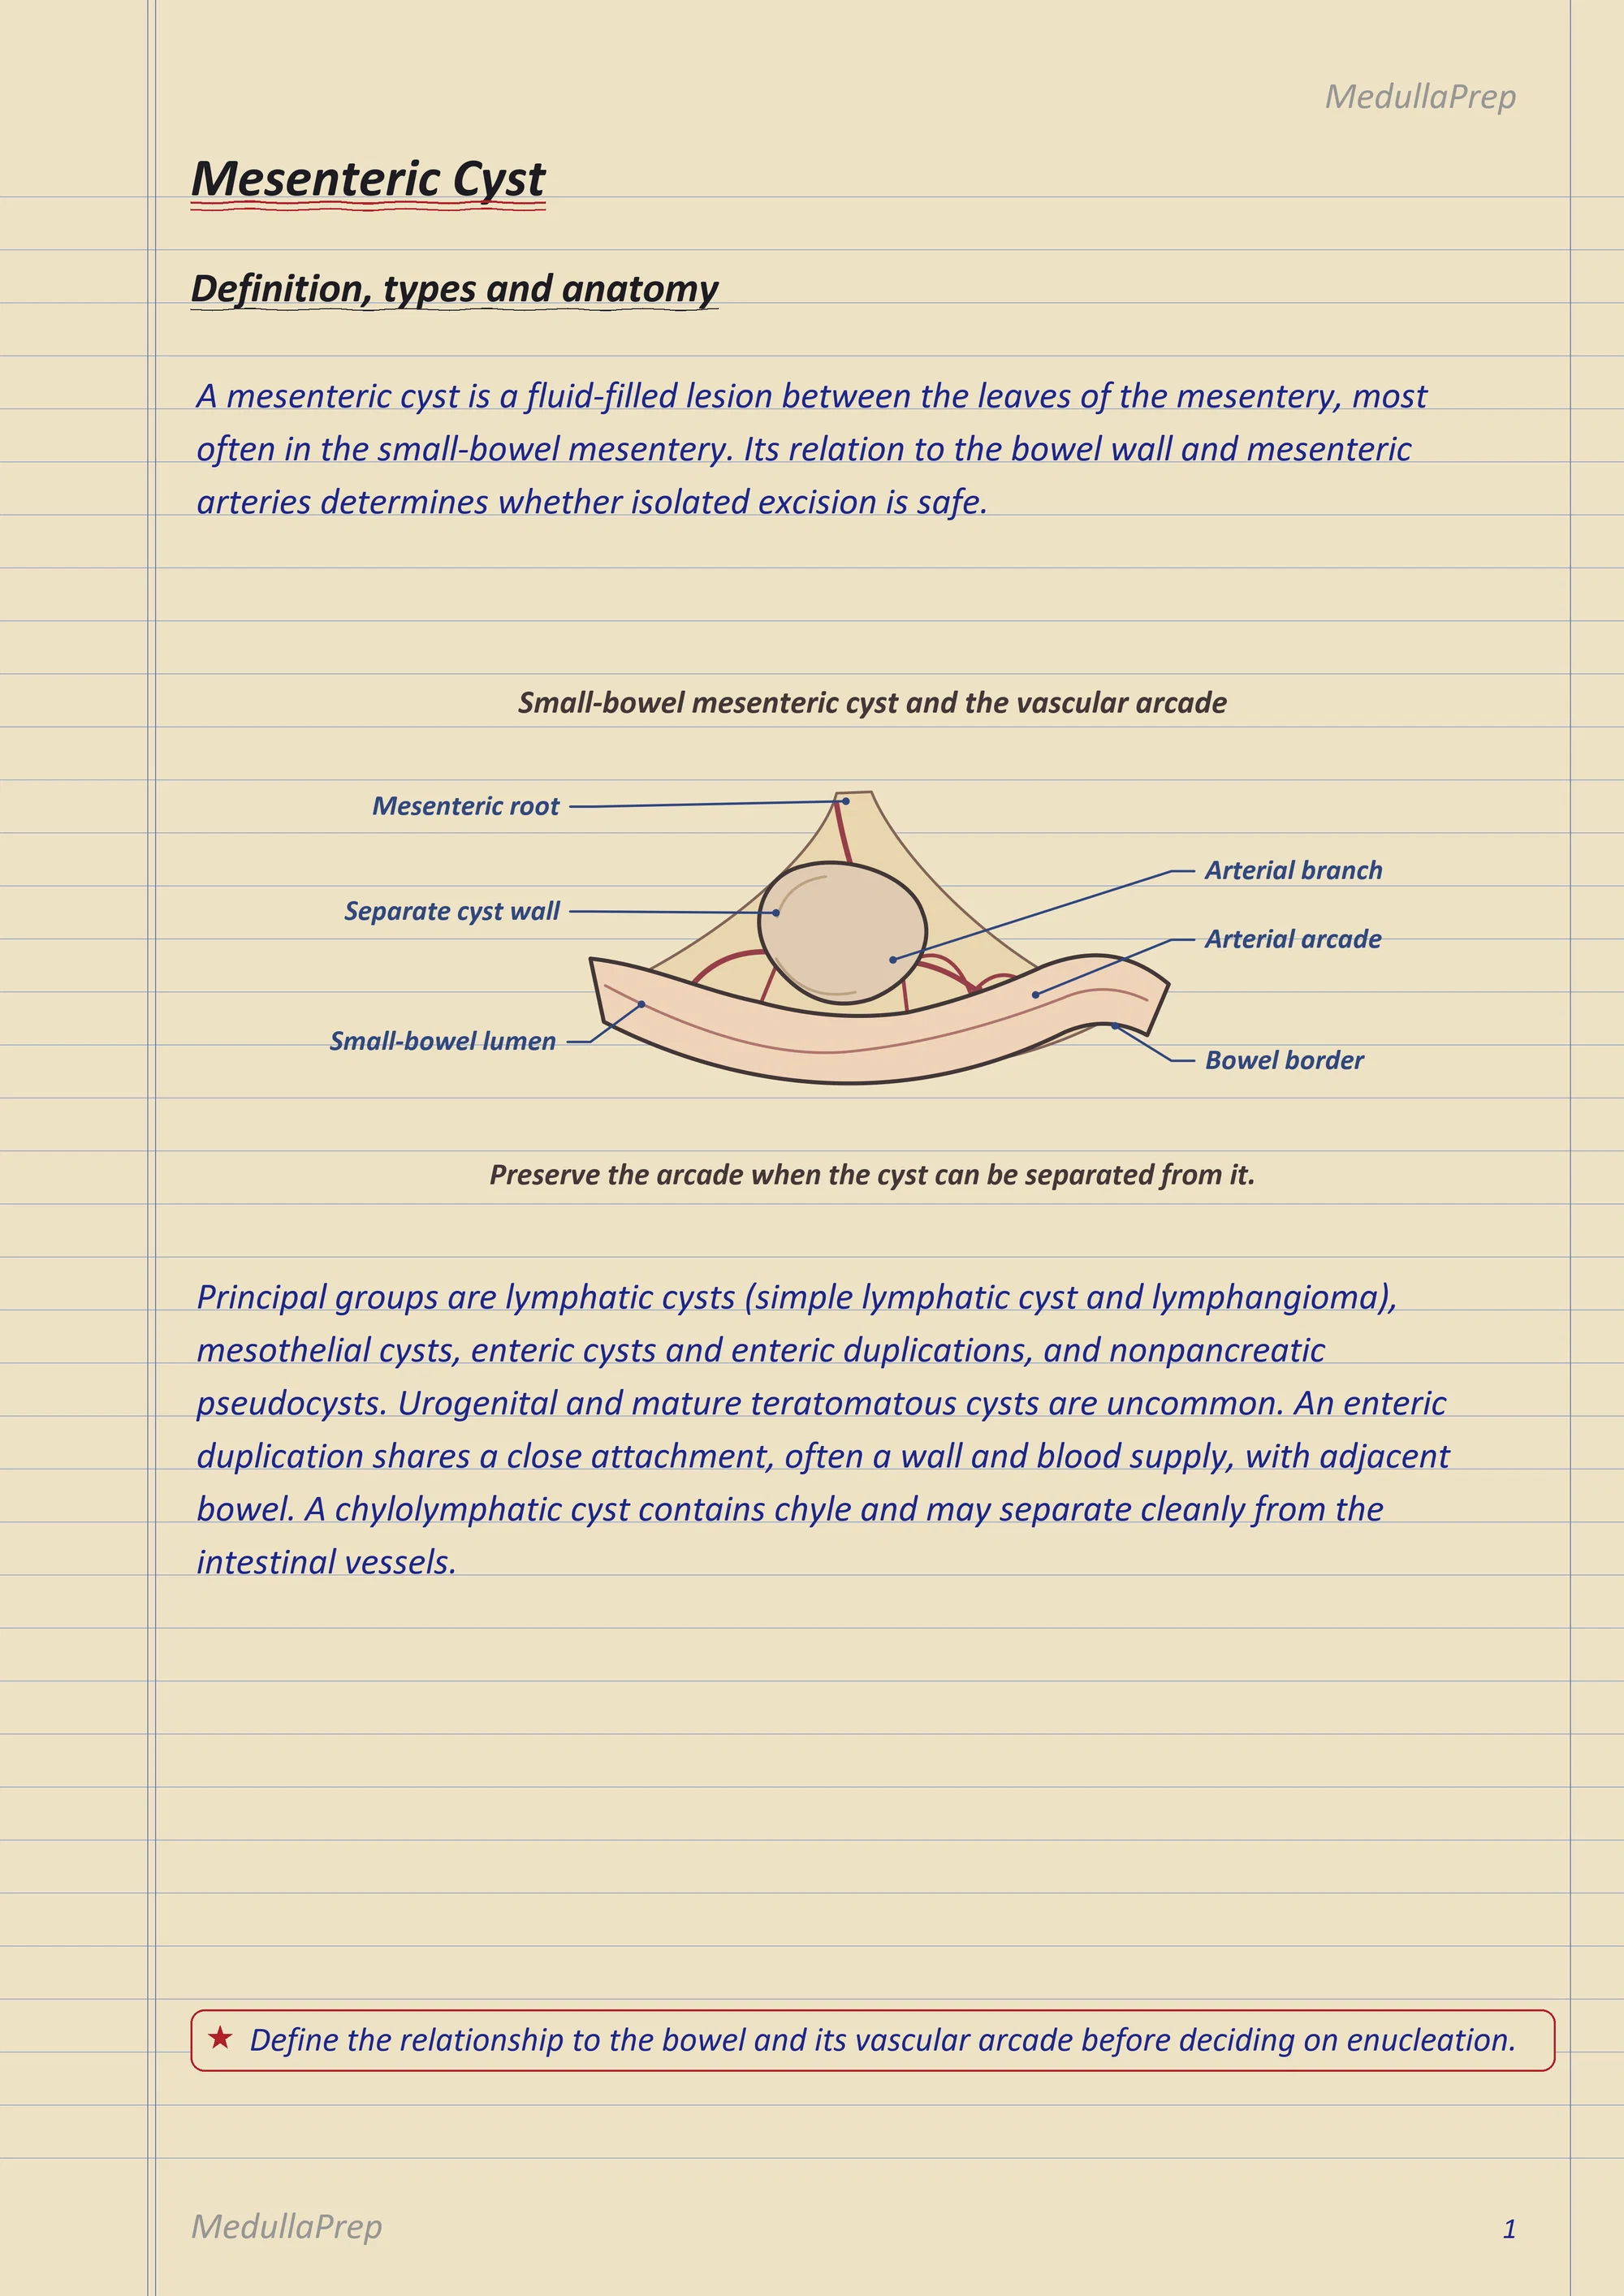 MedullaPrep
Mesenteric Cyst
Definition, types and anatomy
A mesenteric cyst is a fluid-filled lesion between the leaves of the mesentery, most
often in the small-bowel mesentery. Its relation to the bowel wall and mesenteric
arteries determines whether isolated excision is safe.
Small-bowel mesenteric cyst and the vascular arcade
Mesenteric root
Arterial branch
Separate cyst wall
Arterial arcade
Small-bowel lumen
Bowel border
Preserve the arcade when the cyst can be separated from it.
Principal groups are lymphatic cysts (simple lymphatic cyst and lymphangioma),
mesothelial cysts, enteric cysts and enteric duplications, and nonpancreatic
pseudocysts. Urogenital and mature teratomatous cysts are uncommon. An enteric
duplication shares a close attachment, often a wall and blood supply, with adjacent
bowel. A chylolymphatic cyst contains chyle and may separate cleanly from the
intestinal vessels.
★ Define the relationship to the bowel and its vascular arcade before deciding on enucleation.
MedullaPrep
1